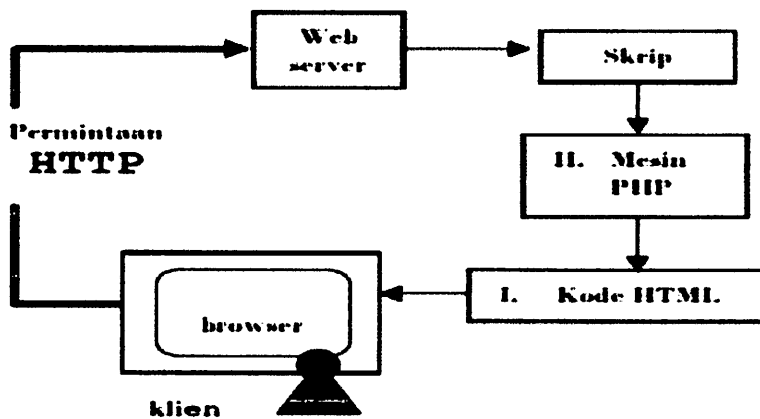 Web
server
Skrip
Permintaan
HTTP
II. Mesin
PHP
I. Kode HTML
browser
klien